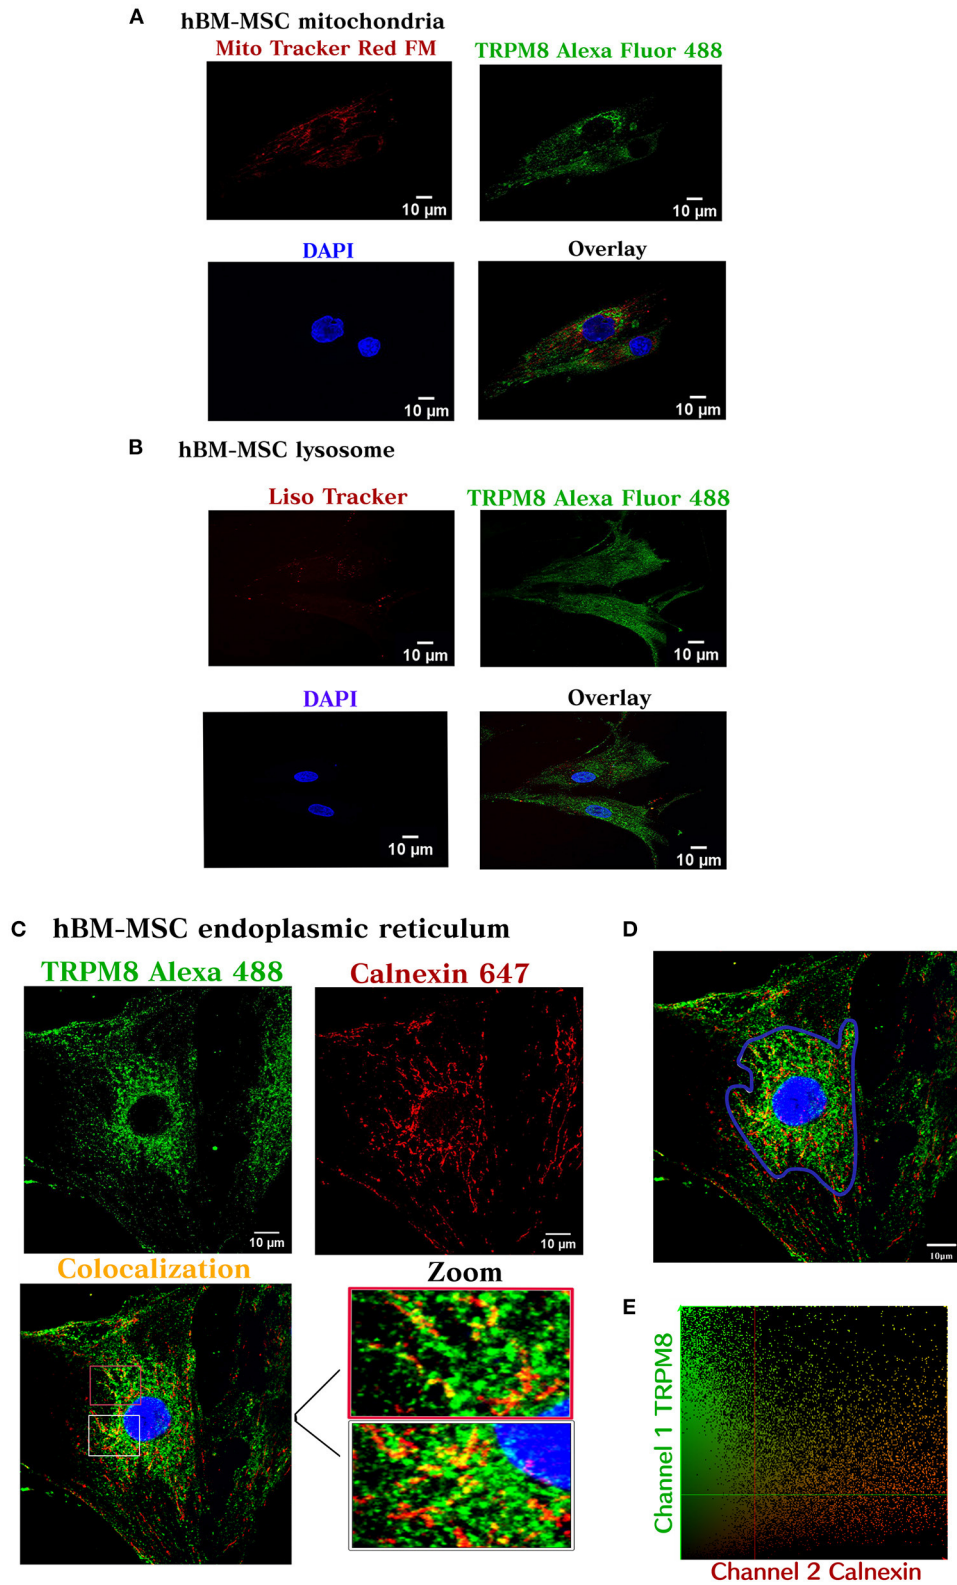 A
hBM-MSC mitochondria
Mito Tracker Red FM
TRPM8 Alexa Fluor 488
10 µm
10 µm
DAPI
Overlay
10 µm
10 µm
B
hBM-MSC lysosome
Liso Tracker
TRPM8 Alexa Fluor 488
10 µm
10 µm
DAPI
Overlay
10 µm
10 µm
C
hBM-MSC endoplasmic reticulum
TRPM8 Alexa 488
Calnexin 647
10 µm
10 µm
Colocalization
Zoom
D
10µm
E
Channel 1 TRPM8
Channel 2 Calnexin